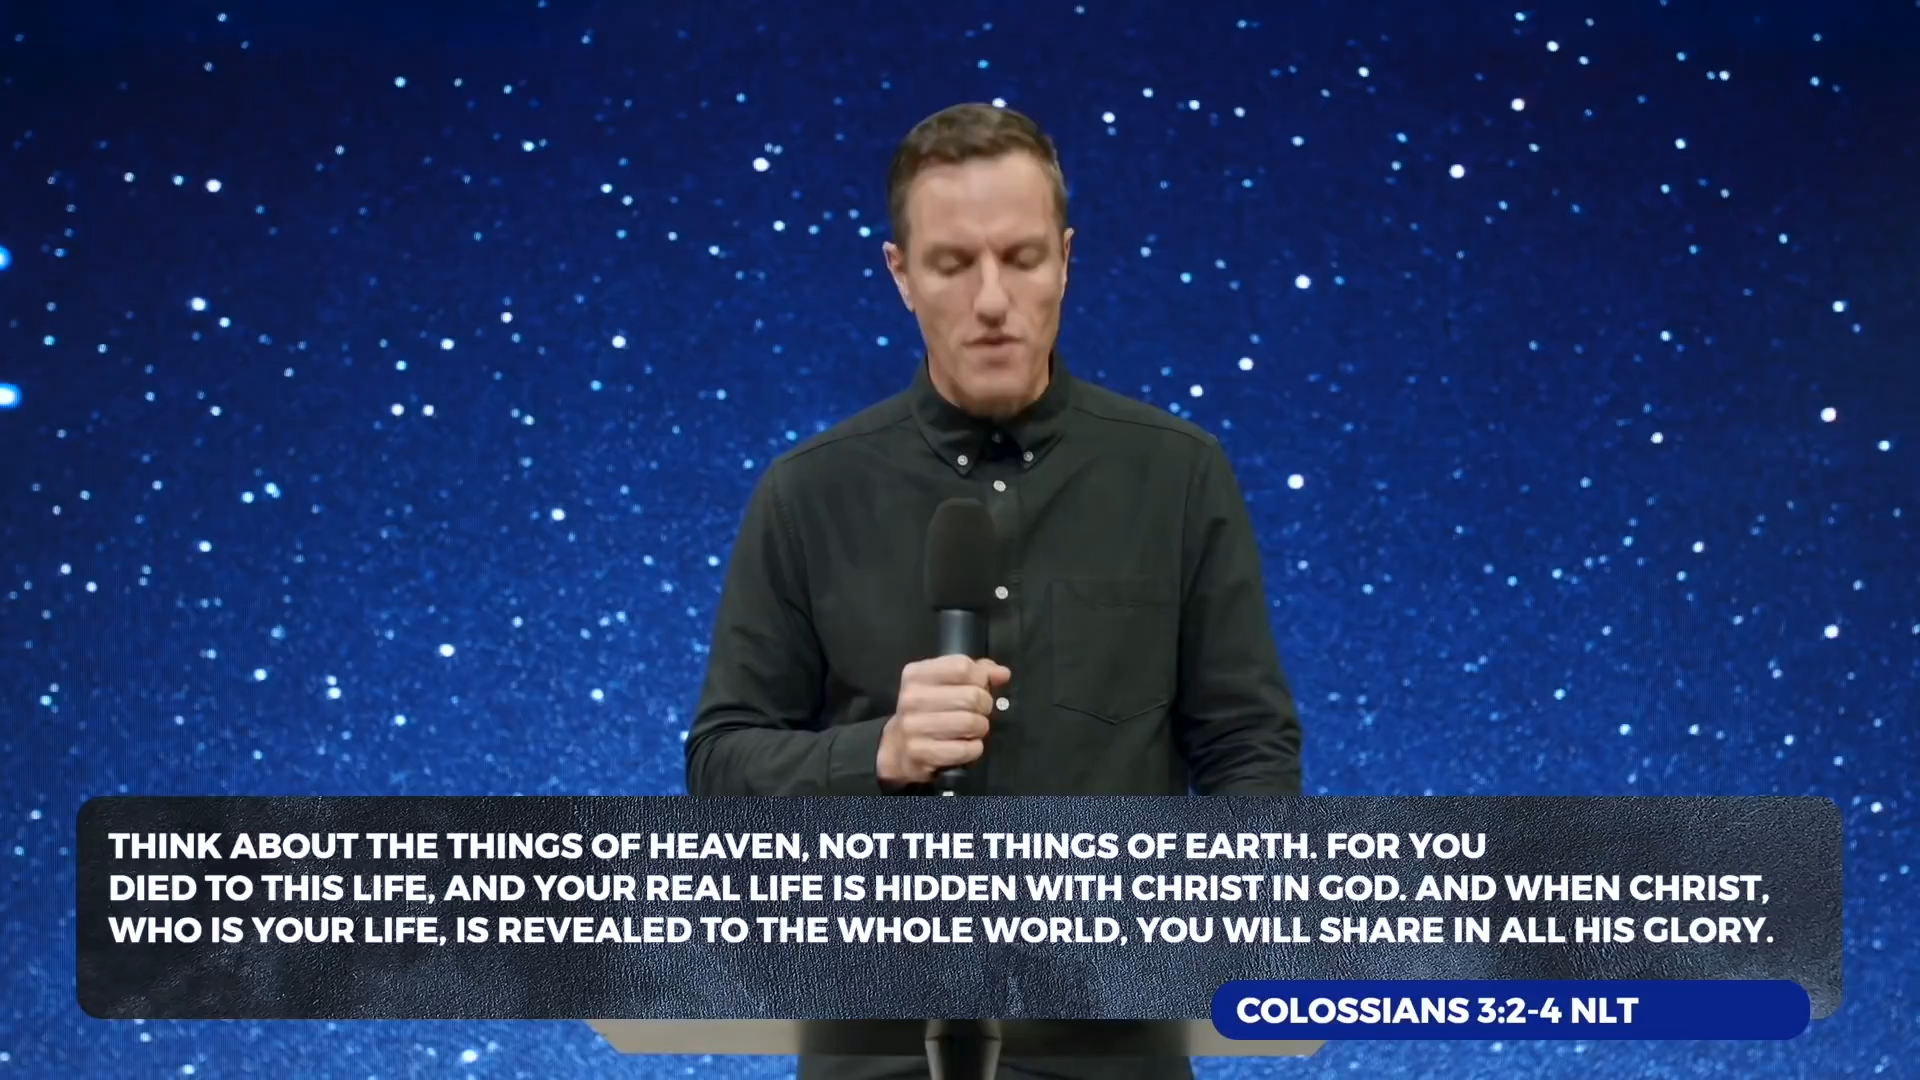 THINK ABOUT THE THINGS OF HEAVEN, NOT THE THINGS OF EARTH. FOR YOU
DIED TO THIS LIFE, AND YOUR REAL LIFE IS HIDDEN WITH CHRIST IN GOD. AND WHEN CHRIST,
WHO IS YOUR LIFE, IS REVEALED TO THE WHOLE WORLD, YOU WILL SHARE IN ALL HIS GLORY.
COLOSSIANS 3:2-4 NLT